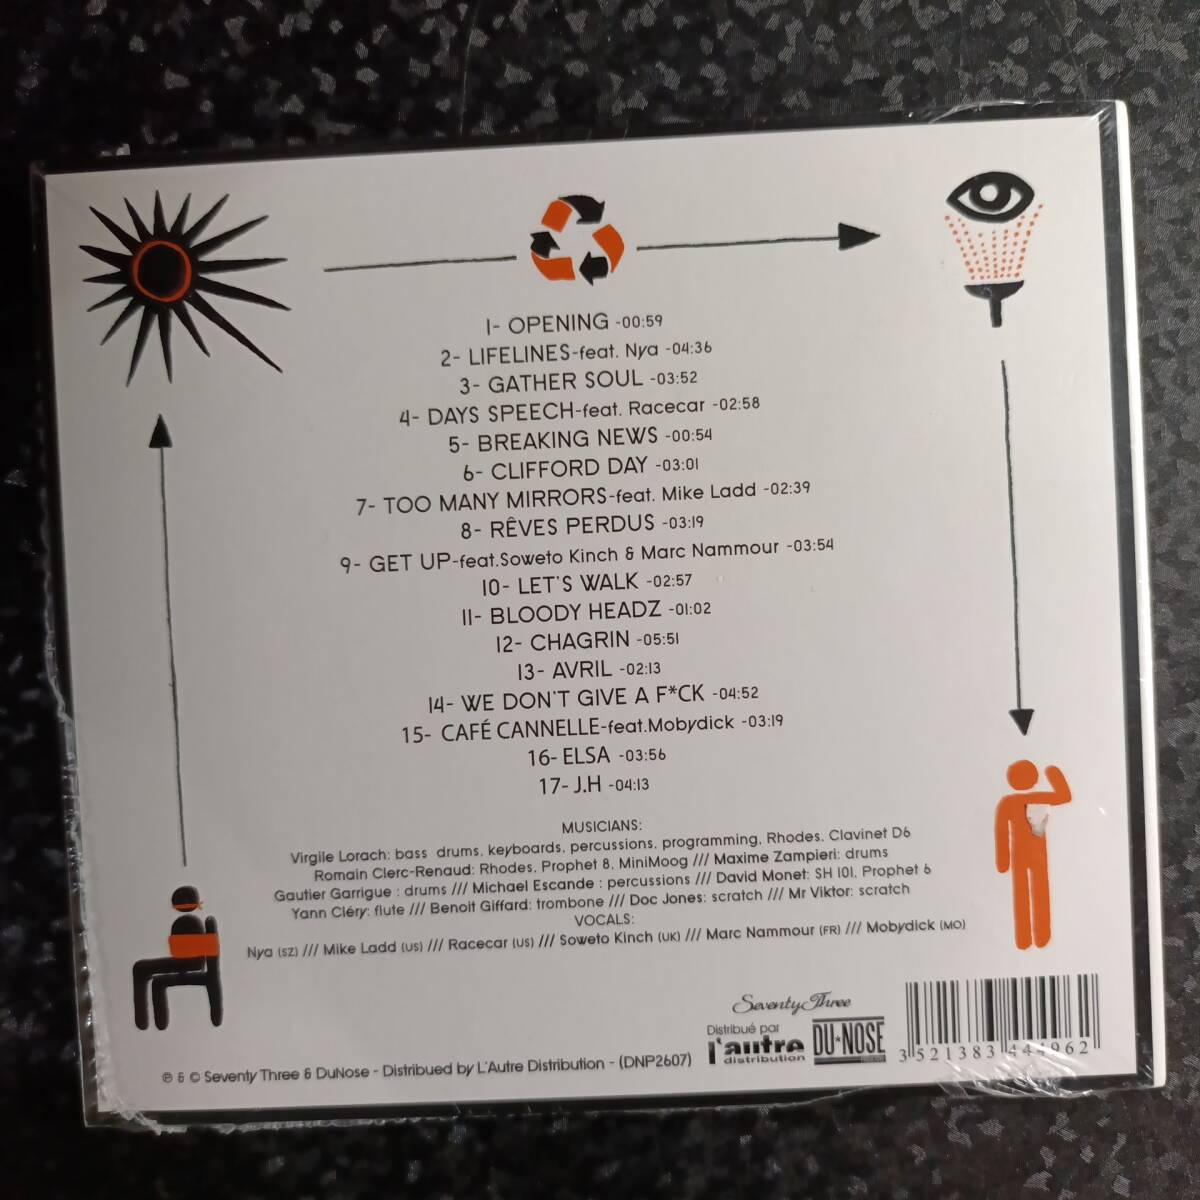 1- OPENING -00:59
2- LIFELINES-feat. Nya -04:36
3- GATHER SOUL -03:52
4- DAYS SPEECH-feat. Racecar -02:58
5- BREAKING NEWS -00:54
6- CLIFFORD DAY -03:01
7- TOO MANY MIRRORS-feat. Mike Ladd -02:39
8- RÊVES PERDUS -03:19
9- GET UP-feat.Soweto Kinch & Marc Nammour -03:54
10- LET'S WALK -02:57
11- BLOODY HEADZ -01:02
12- CHAGRIN -05:51
13- AVRIL -02:13
14- WE DON'T GIVE A F*CK -04:52
15- CAFÉ CANNELLE-feat.Mobydick -03:19
16- ELSA -03:56
17- J.H -04:13
MUSICIANS:
Virgile Lorach: bass drums, keyboards, percussions, programming, Rhodes, Clavinet D6
Romain Clerc-Renaud: Rhodes, Prophet 8, MiniMoog /// Maxime Zampieri: drums
Gautier Garrigue : drums /// Michael Escande : percussions /// David Monet: SH 101, Prophet 6
Yann Cléry: flute /// Benoit Giffard: trombone /// Doc Jones: scratch /// Mr Viktor: scratch
VOCALS:
Nya (SZ) /// Mike Ladd (US) /// Racecar (US) /// Soweto Kinch (UK) /// Marc Nammour (FR) /// Mobydick (MO)
Seventy Three
Distribué par
l'autre
distribution
DU•NOSE
3 521383 444962
℗ & © Seventy Three & DuNose - Distribued by L'Autre Distribution - (DNP2607)